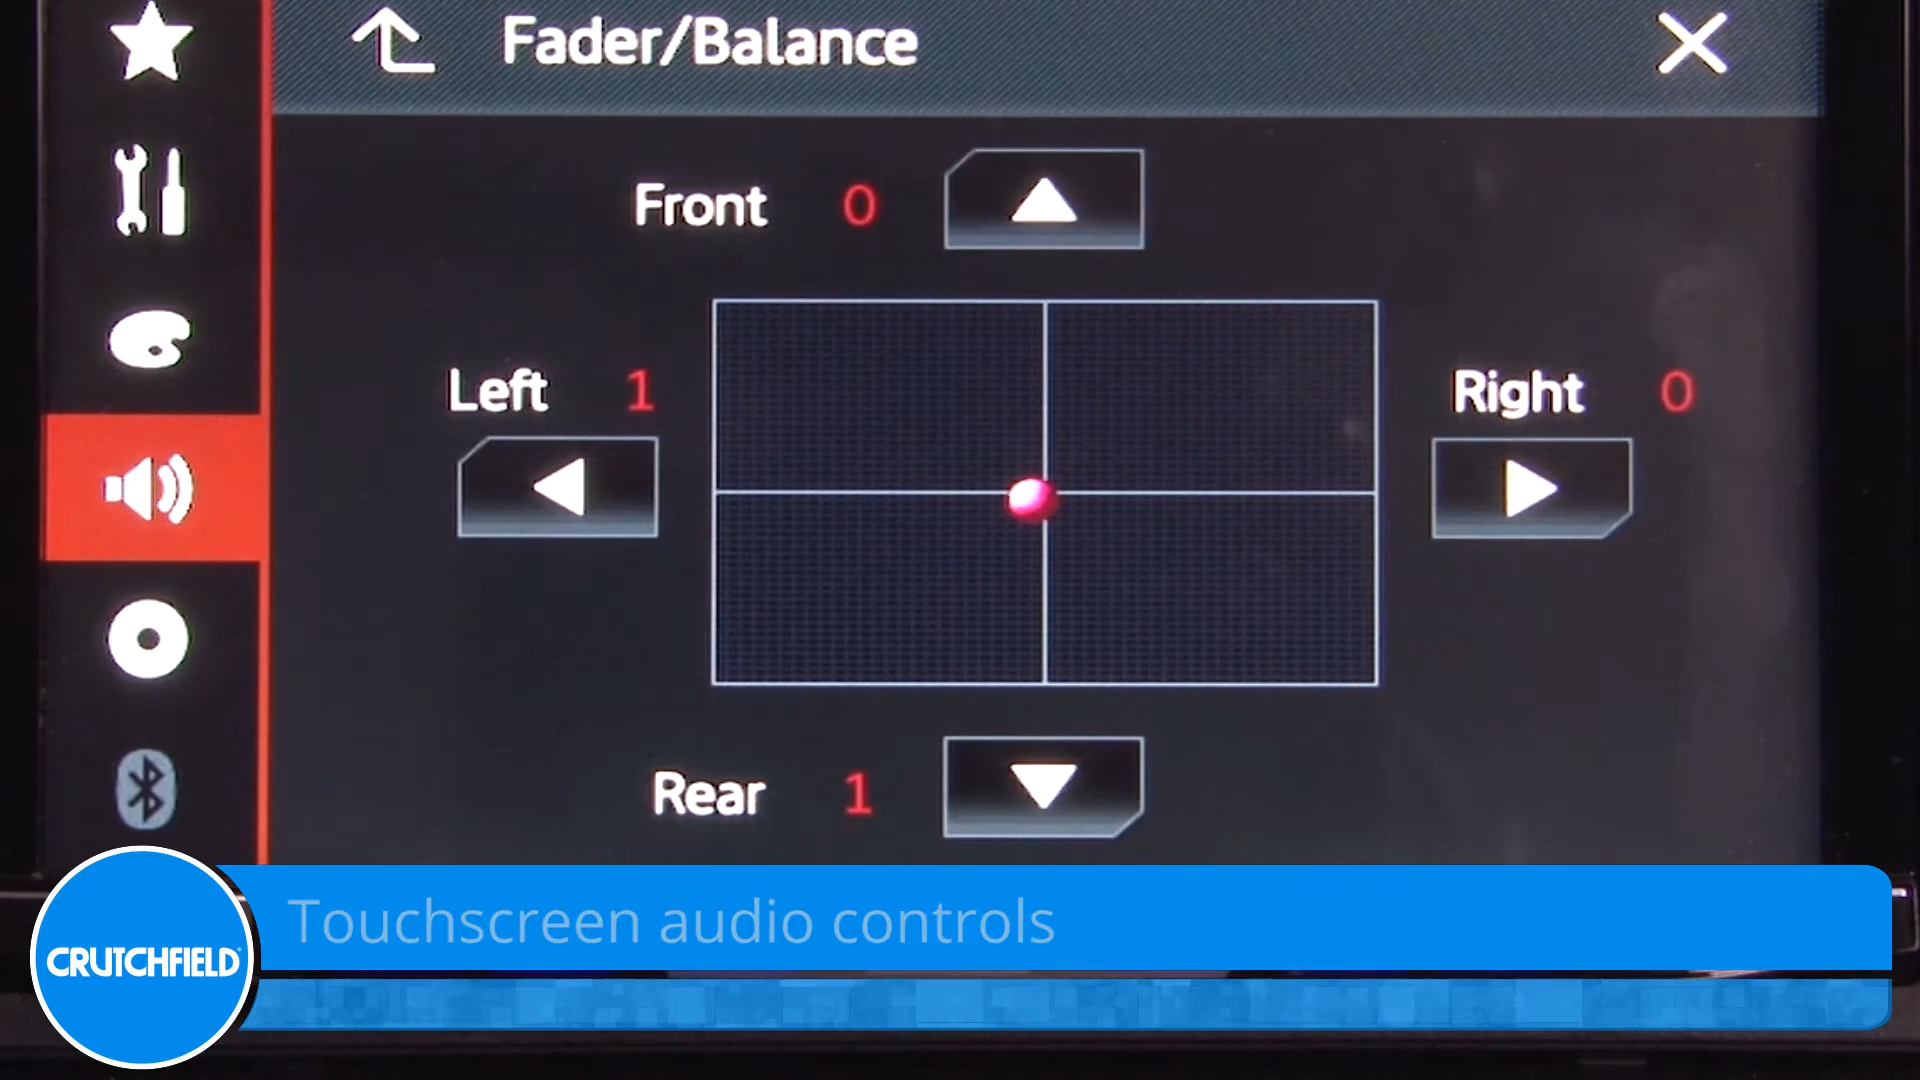 Fader/Balance
Front 0
Left 1
Right 0
Rear 1
Touchscreen audio controls
CRUTCHFIELD